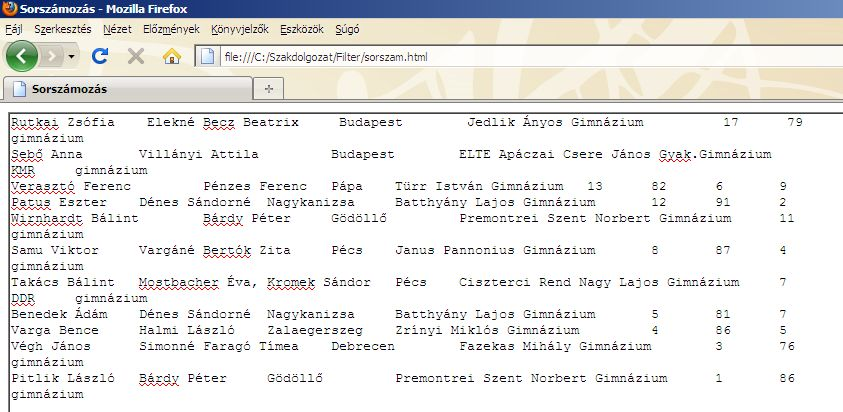 Sorszámozás - Mozilla Firefox
Fájl Szerkesztés Nézet Előzmények Könyvjelzők Eszközök Súgó
file:///C:/Szakdolgozat/Filter/sorszam.html
Sorszámozás
Rutkai Zsófia Elekné Becz Beatrix Budapest Jedlik Ányos Gimnázium 17 79
gimnázium
Sebő Anna Villányi Attila Budapest ELTE Apáczai Csere János Gyak.Gimnázium
KMR gimnázium
Verasztó Ferenc Pénzes Ferenc Pápa Türr István Gimnázium 13 82 6 9
Patus Eszter Dénes Sándorné Nagykanizsa Batthyány Lajos Gimnázium 12 91 2
Wirnhardt Bálint Bárdy Péter Gödöllő Premontrei Szent Norbert Gimnázium 11
gimnázium
Samu Viktor Vargáné Bertók Zita Pécs Janus Pannonius Gimnázium 8 87 4
gimnázium
Takács Bálint Mostbacher Éva, Kromek Sándor Pécs Ciszterci Rend Nagy Lajos Gimnázium 7
DDR gimnázium
Benedek Ádám Dénes Sándorné Nagykanizsa Batthyány Lajos Gimnázium 5 81 7
Varga Bence Halmi László Zalaegerszeg Zrínyi Miklós Gimnázium 4 86 5
Végh János Simonné Faragó Tímea Debrecen Fazekas Mihály Gimnázium 3 76
gimnázium
Pitlik László Bárdy Péter Gödöllő Premontrei Szent Norbert Gimnázium 1 86
gimnázium